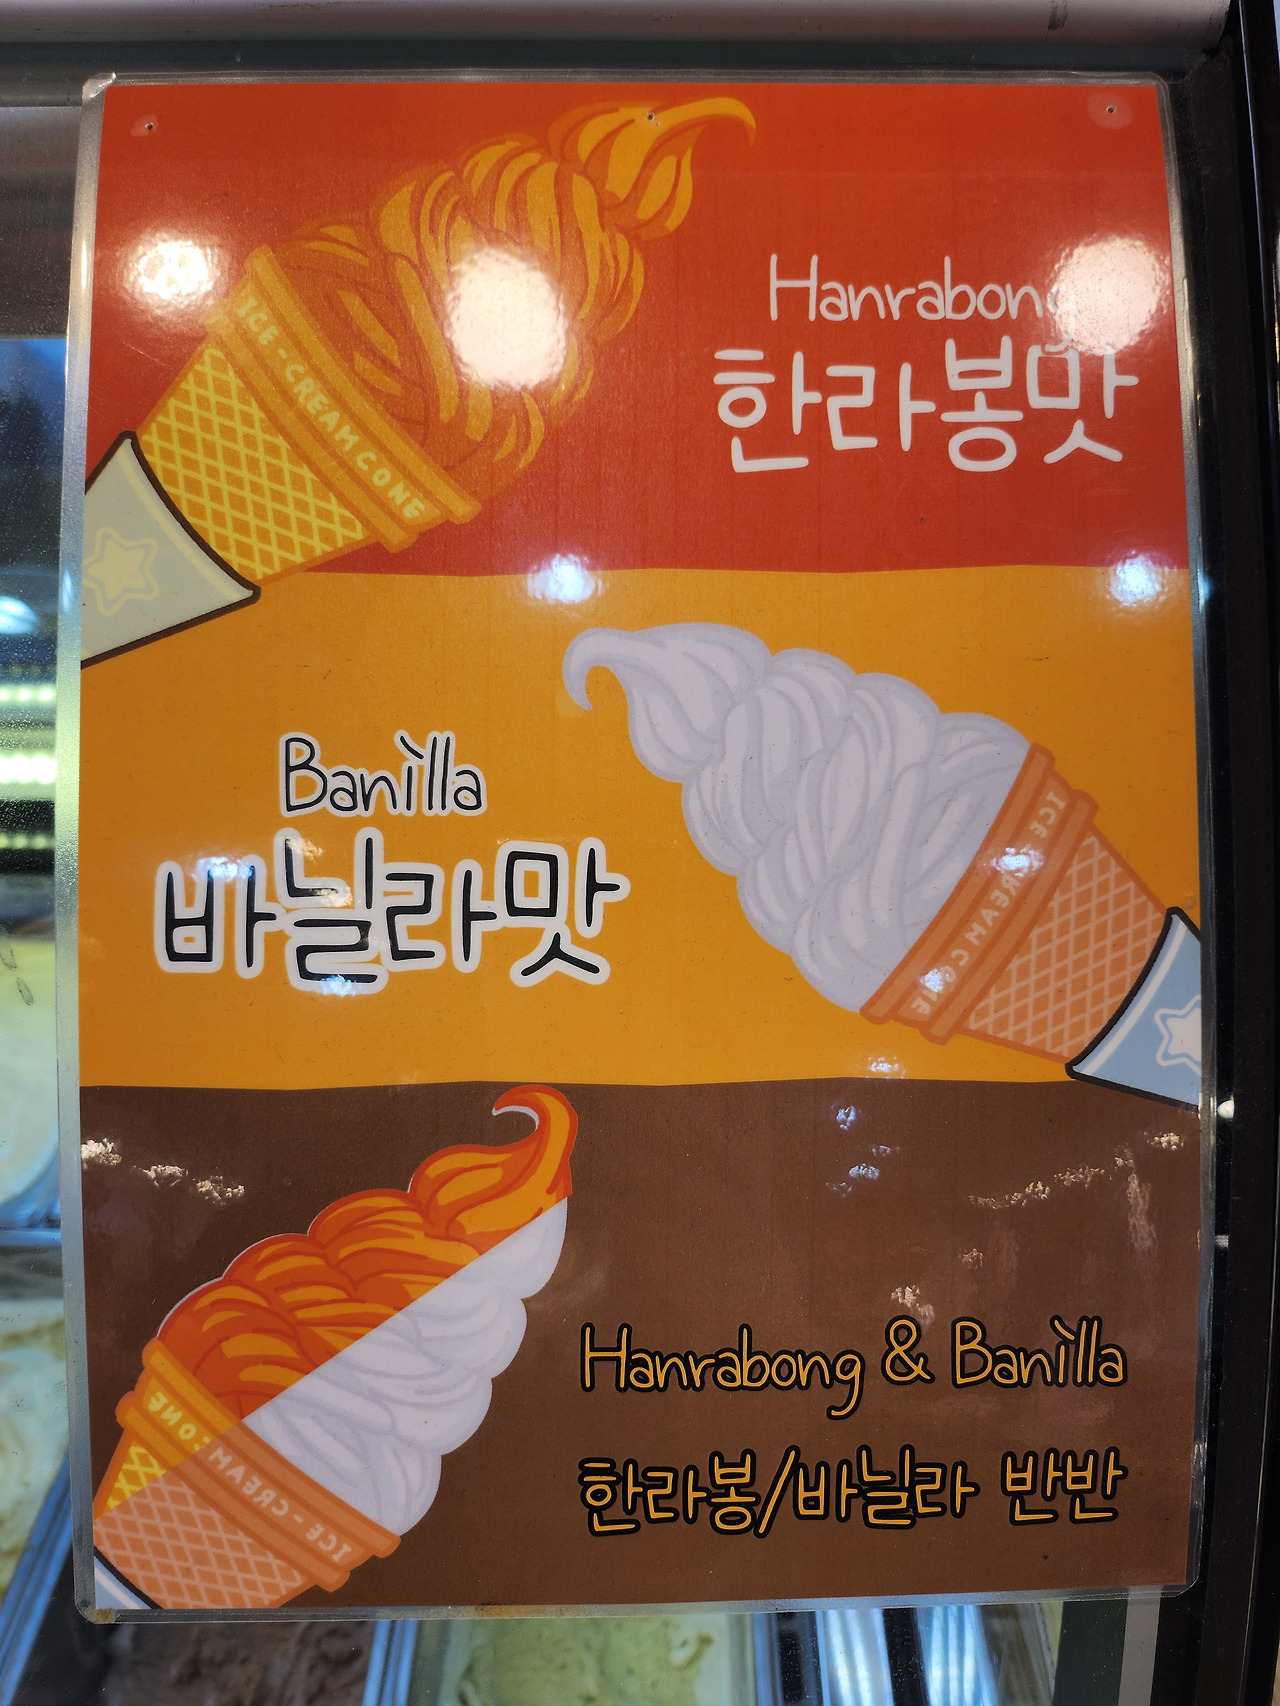 Hanrabong
한라봉맛
ICE-CREAM CONE
Banilla
바닐라맛
ICE-CREAM CONE
Hanrabong & Banilla
한라봉/바닐라 반반
ICE-CREAM CONE